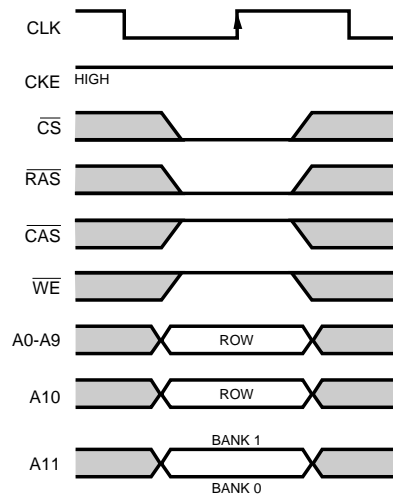 CLK
CKE HIGH
CS
RAS
CAS
WE
A0-A9 ROW
A10 ROW
BANK 1
A11
BANK 0